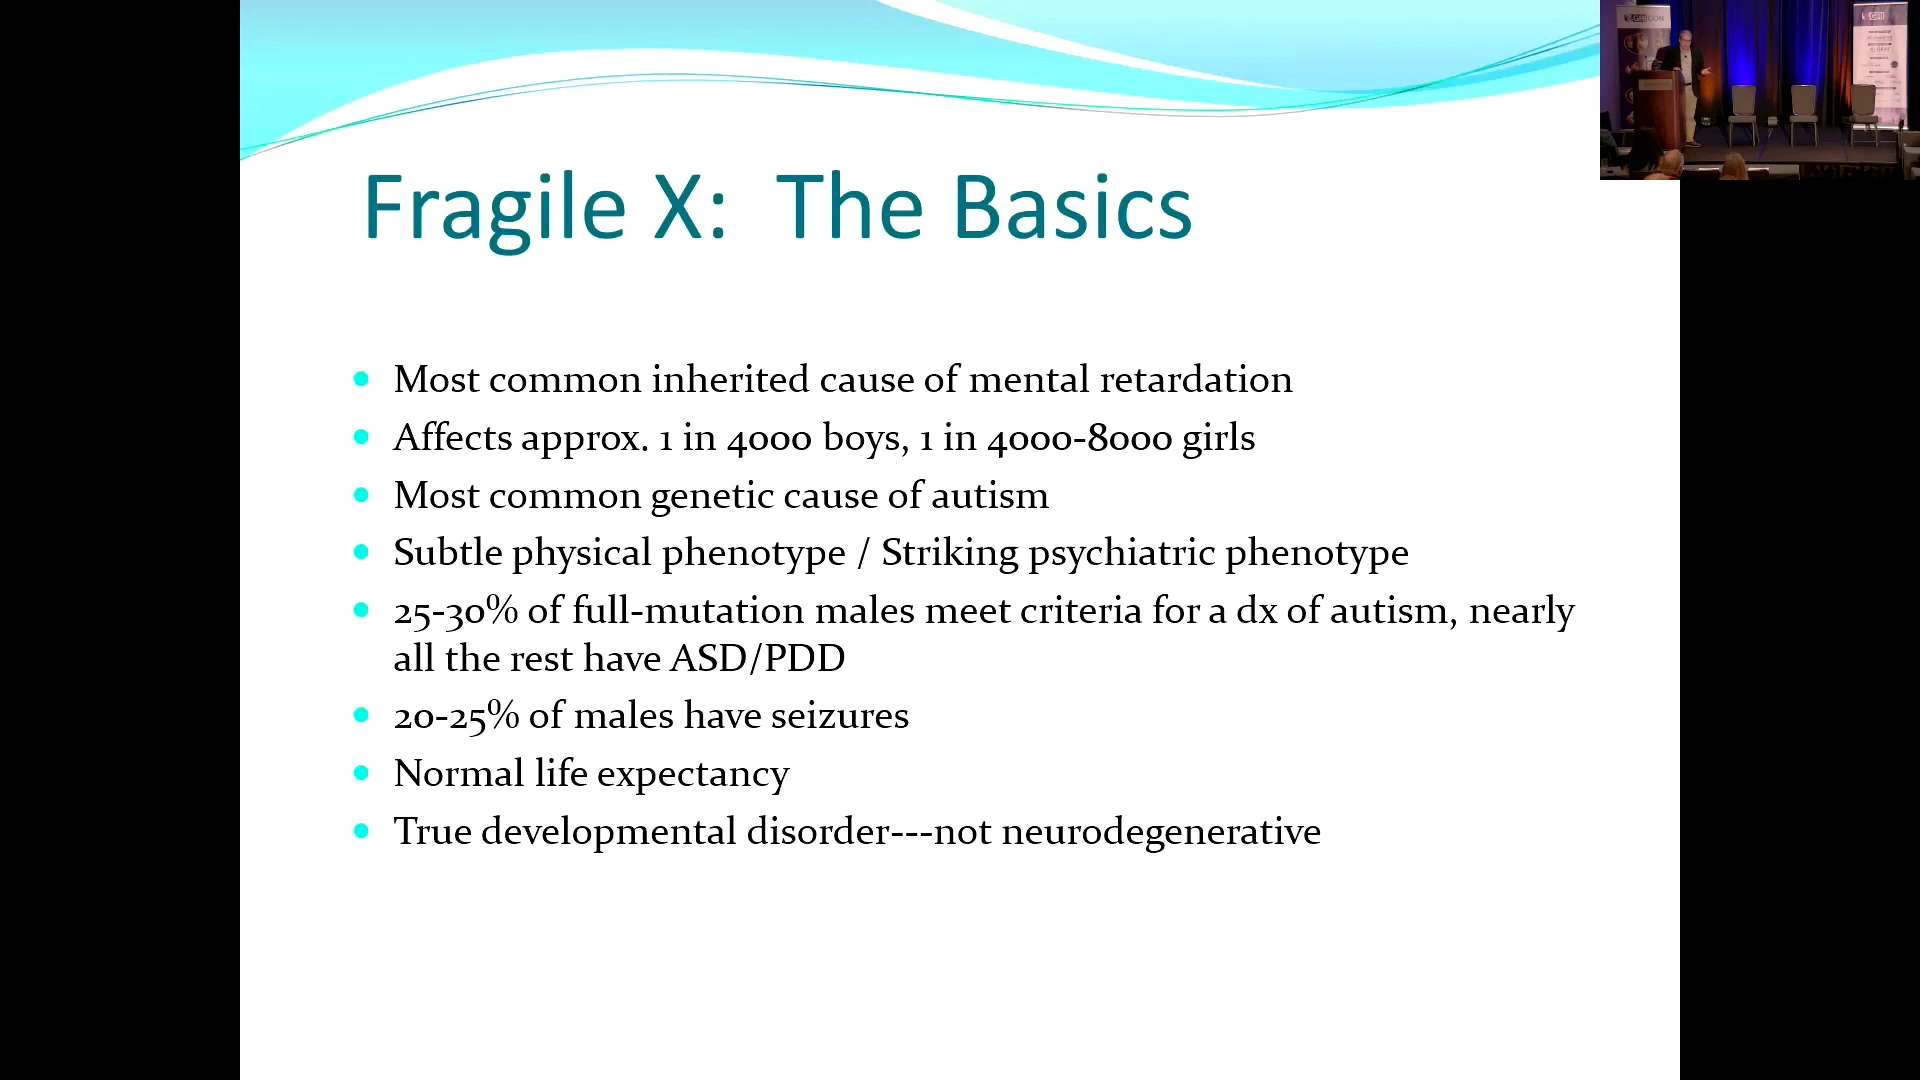 Fragile X: The Basics
Most common inherited cause of mental retardation
Affects approx. 1 in 4000 boys, 1 in 4000-8000 girls
Most common genetic cause of autism
Subtle physical phenotype / Striking psychiatric phenotype
25-30% of full-mutation males meet criteria for a dx of autism, nearly
all the rest have ASD/PDD
20-25% of males have seizures
Normal life expectancy
True developmental disorder---not neurodegenerative